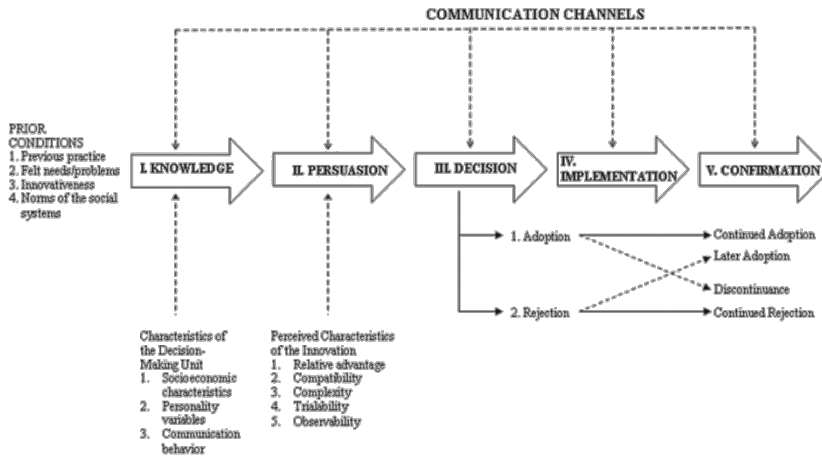 COMMUNICATION CHANNELS
PRIOR
CONDITIONS
1. Previous practice
2. Felt needs/problems
3. Innovativeness
4. Norms of the social
systems
I. KNOWLEDGE
II. PERSUASION
III. DECISION
IV.
IMPLEMENTATION
V. CONFIRMATION
1. Adoption
2. Rejection
Continued Adoption
Later Adoption
Discontinuance
Continued Rejection
Characteristics of
the Decision-
Making Unit
1. Socioeconomic
characteristics
2. Personality
variables
3. Communication
behavior
Perceived Characteristics
of the Innovation
1. Relative advantage
2. Compatibility
3. Complexity
4. Trialability
5. Observability